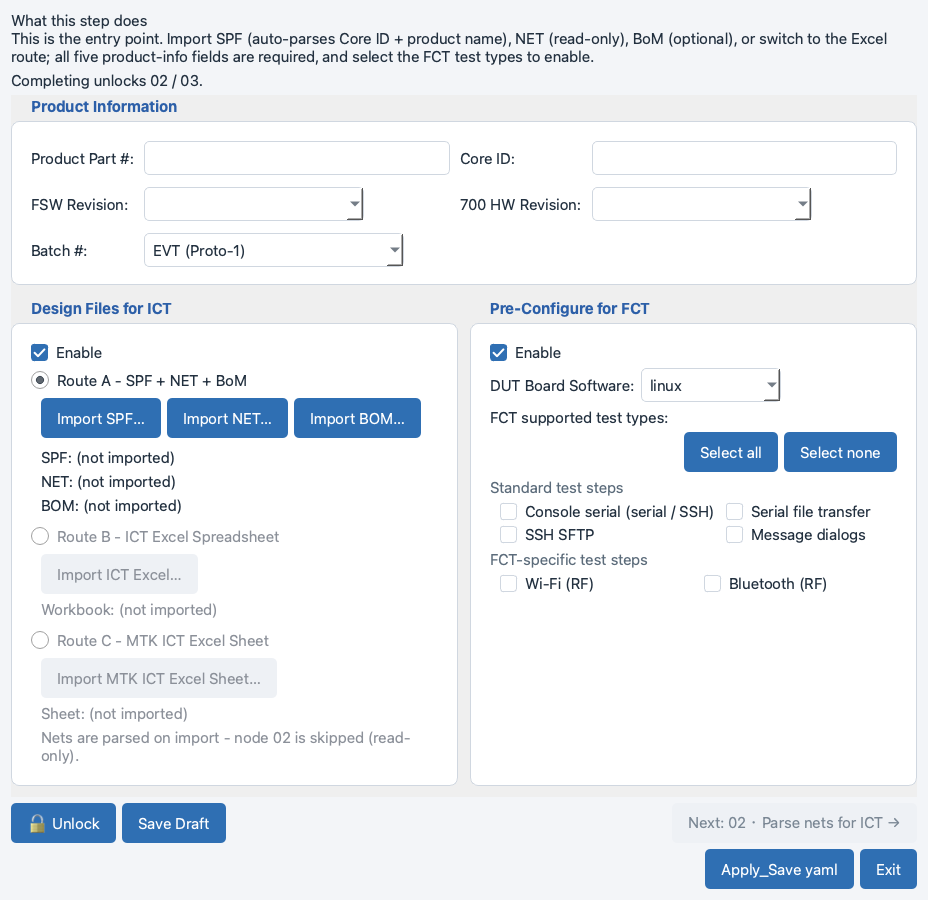 What this step does
This is the entry point. Import SPF (auto-parses Core ID + product name), NET (read-only), BoM (optional), or switch to the Excel
route; all five product-info fields are required, and select the FCT test types to enable.
Completing unlocks 02 / 03.
Product Information
Product Part #:
Core ID:
FSW Revision:
700 HW Revision:
Batch #: EVT (Proto-1)
Design Files for ICT
Enable
Route A - SPF + NET + BoM
Import SPF... Import NET... Import BOM...
SPF: (not imported)
NET: (not imported)
BOM: (not imported)
Route B - ICT Excel Spreadsheet
Import ICT Excel...
Workbook: (not imported)
Route C - MTK ICT Excel Sheet
Import MTK ICT Excel Sheet...
Sheet: (not imported)
Nets are parsed on import - node 02 is skipped (read-
only).
Pre-Configure for FCT
Enable
DUT Board Software: linux
FCT supported test types:
Select all Select none
Standard test steps
Console serial (serial / SSH) Serial file transfer
SSH SFTP Message dialogs
FCT-specific test steps
Wi-Fi (RF) Bluetooth (RF)
🔓 Unlock Save Draft
Next: 02 · Parse nets for ICT →
Apply_Save yaml Exit